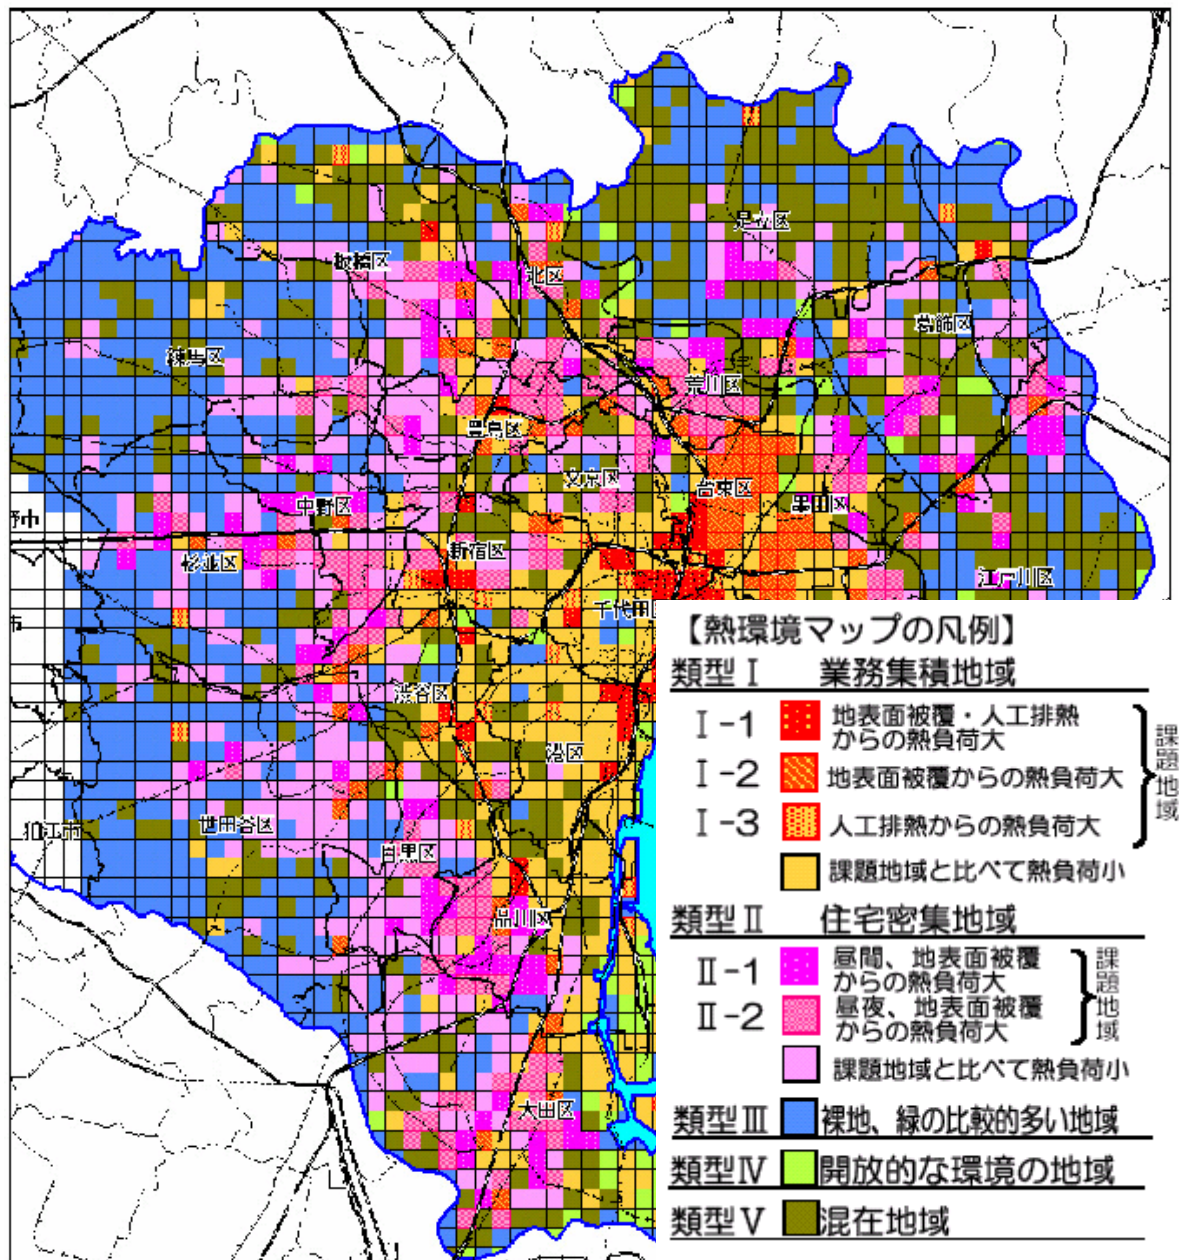 足立区
板橋区
北区
葛飾区
練馬区
荒川区
豊島区
文京区
台東区
墨田区
中野区
新宿区
杉並区
江戸川区
千代田区
市
渋谷区
港区
世田谷区
狛江市
目黒区
品川区
大田区
【熱環境マップの凡例】
類型Ⅰ 業務集積地域
Ⅰ-1 地表面被覆・人工排熱
からの熱負荷大
Ⅰ-2 地表面被覆からの熱負荷大
Ⅰ-3 人工排熱からの熱負荷大
課題地域
課題地域と比べて熱負荷小
類型Ⅱ 住宅密集地域
Ⅱ-1 昼間、地表面被覆
からの熱負荷大
Ⅱ-2 昼夜、地表面被覆
からの熱負荷大
課題地域
課題地域と比べて熱負荷小
類型Ⅲ 裸地、緑の比較的多い地域
類型Ⅳ 開放的な環境の地域
類型Ⅴ 混在地域